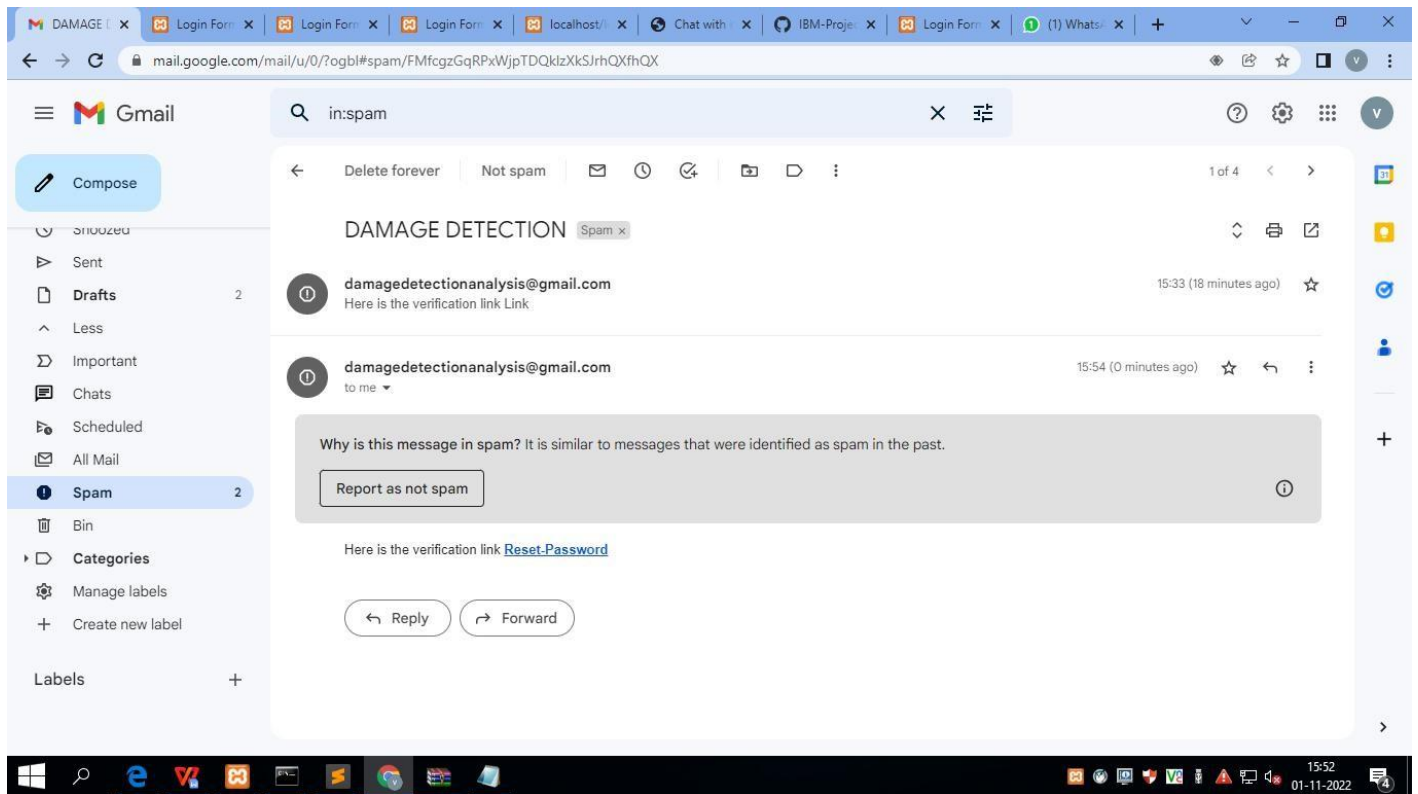 DAMAGE D
Login Form
Login Form
Login Form
localhost/
Chat with
IBM-Projec
Login Form
(1) Whats
mail.google.com/mail/u/0/?ogbl#spam/FMfcgzGqRPxWjpTDQklzXkSJrhQXfhQX
V
Gmail
in:spam
V
Compose
Delete forever
Not spam
1 of 4
31
Snoozed
Sent
Drafts 2
Less
Important
Chats
Scheduled
All Mail
Spam 2
Bin
Categories
Manage labels
Create new label
Labels
DAMAGE DETECTION Spam x
damagedetectionanalysis@gmail.com 15:33 (18 minutes ago)
Here is the verification link Link
damagedetectionanalysis@gmail.com 15:54 (0 minutes ago)
to me
Why is this message in spam? It is similar to messages that were identified as spam in the past.
Report as not spam
Here is the verification link Reset-Password
Reply
Forward
15:52
01-11-2022
4